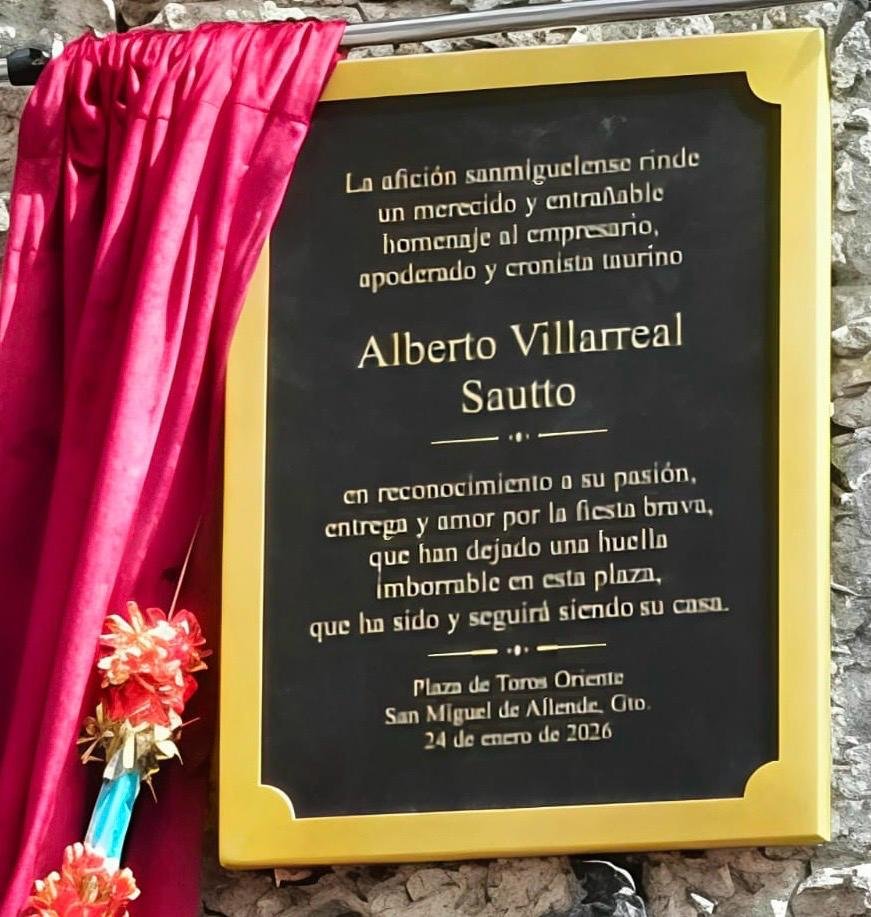 La afición sanmiguelense rinde
un merecido y entrañable
homenaje al empresario,
apoderado y cronista taurino
Alberto Villarreal
Sautto
en reconocimiento a su pasión,
entrega y amor por la fiesta brava,
que han dejado una huella
imborrable en esta plaza,
que ha sido y seguirá siendo su casa.
Plaza de Toros Oriente
San Miguel de Allende, Gto.
24 de enero de 2026